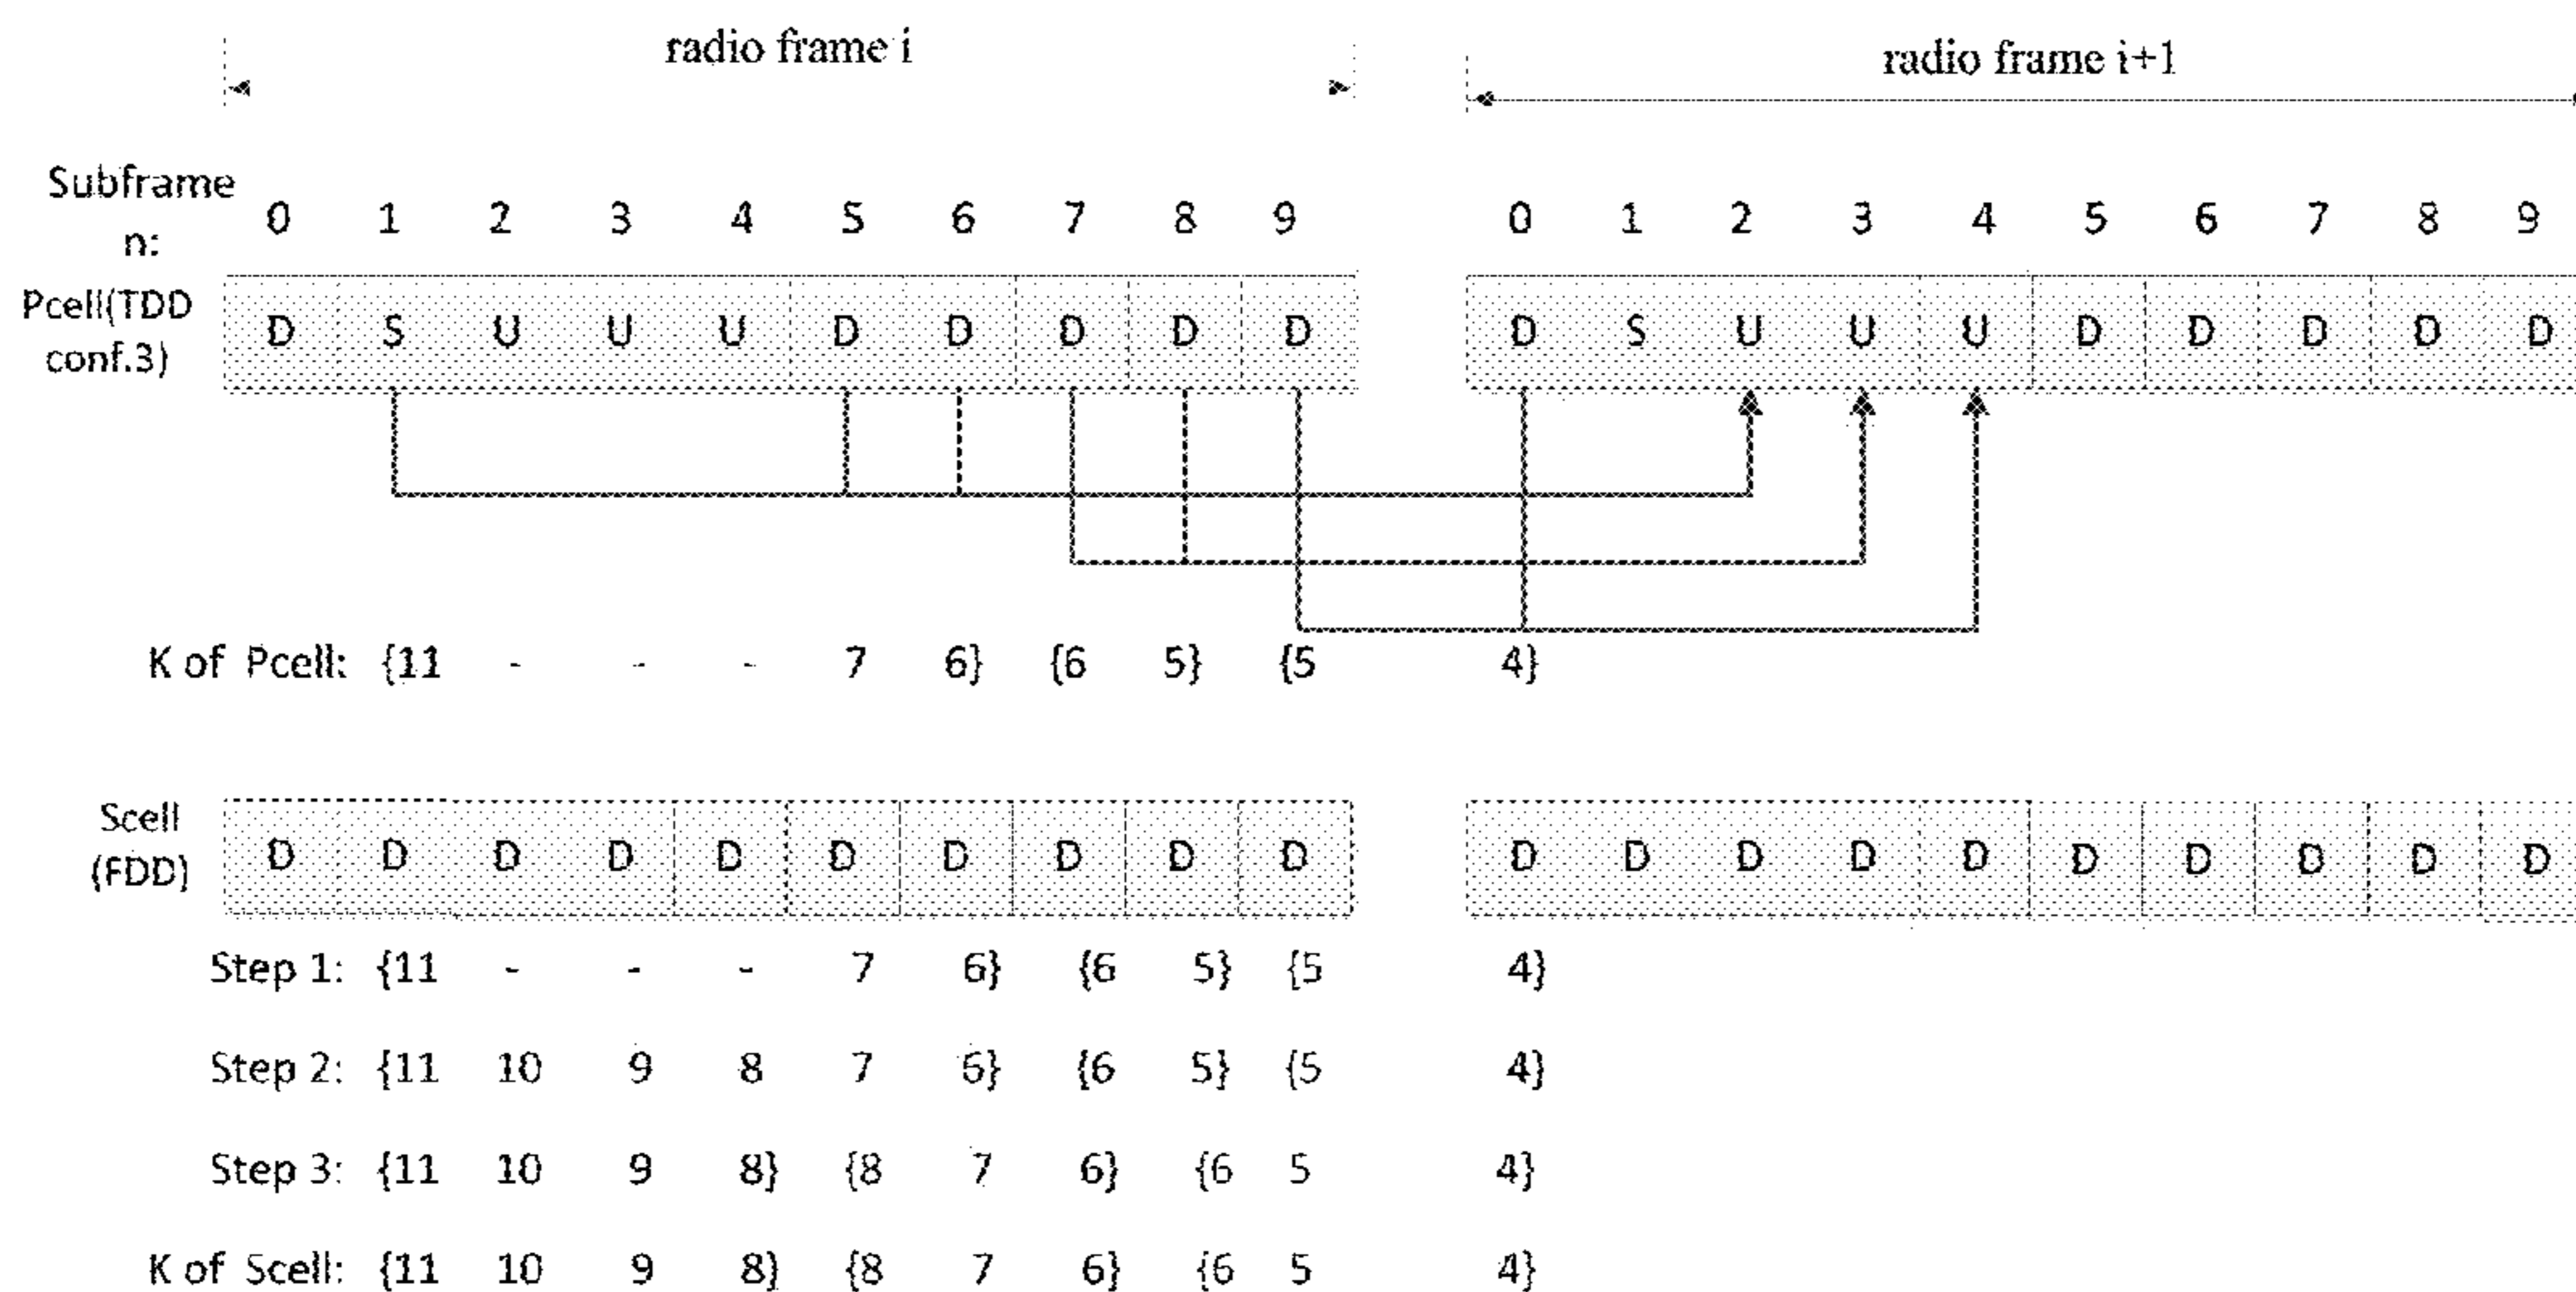 radio frame i
radio frame i+1
Subframe n: 0 1 2 3 4 5 6 7 8 9 0 1 2 3 4 5 6 7 8 9
Pcell(TDD conf.3) D S U U U D D D D D D S U U U D D D D D
K of Pcell: {11 - - - 7 6} {6 5} {5 4}
Scell (FDD) D D D D D D D D D D D D D D D D D D D D
Step 1: {11 - - - 7 6} {6 5} {5 4}
Step 2: {11 10 9 8 7 6} {6 5} {5 4}
Step 3: {11 10 9 8} {8 7 6} {6 5 4}
K of Scell: {11 10 9 8} {8 7 6} {6 5 4}